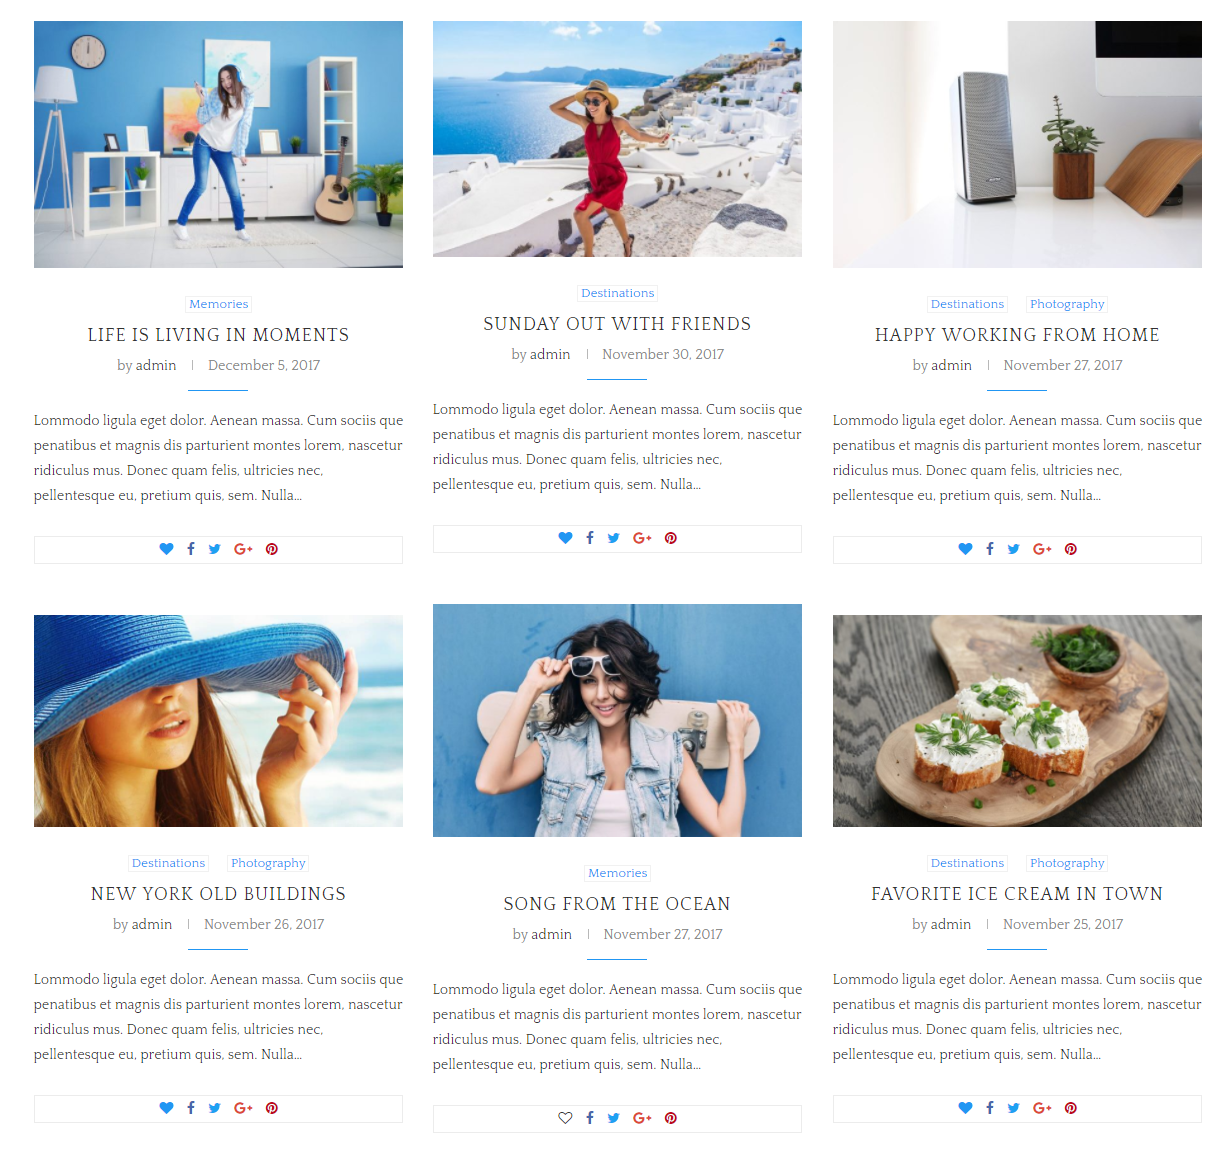 Memories
LIFE IS LIVING IN MOMENTS
by admin | December 5, 2017
Lommodo ligula eget dolor. Aenean massa. Cum sociis que
penatibus et magnis dis parturient montes lorem, nascetur
ridiculus mus. Donec quam felis, ultricies nec,
pellentesque eu, pretium quis, sem. Nulla...
Destinations
SUNDAY OUT WITH FRIENDS
by admin | November 30, 2017
Lommodo ligula eget dolor. Aenean massa. Cum sociis que
penatibus et magnis dis parturient montes lorem, nascetur
ridiculus mus. Donec quam felis, ultricies nec,
pellentesque eu, pretium quis, sem. Nulla...
Destinations Photography
HAPPY WORKING FROM HOME
by admin | November 27, 2017
Lommodo ligula eget dolor. Aenean massa. Cum sociis que
penatibus et magnis dis parturient montes lorem, nascetur
ridiculus mus. Donec quam felis, ultricies nec,
pellentesque eu, pretium quis, sem. Nulla...
Destinations Photography
NEW YORK OLD BUILDINGS
by admin | November 26, 2017
Lommodo ligula eget dolor. Aenean massa. Cum sociis que
penatibus et magnis dis parturient montes lorem, nascetur
ridiculus mus. Donec quam felis, ultricies nec,
pellentesque eu, pretium quis, sem. Nulla...
Memories
SONG FROM THE OCEAN
by admin | November 27, 2017
Lommodo ligula eget dolor. Aenean massa. Cum sociis que
penatibus et magnis dis parturient montes lorem, nascetur
ridiculus mus. Donec quam felis, ultricies nec,
pellentesque eu, pretium quis, sem. Nulla...
Destinations Photography
FAVORITE ICE CREAM IN TOWN
by admin | November 25, 2017
Lommodo ligula eget dolor. Aenean massa. Cum sociis que
penatibus et magnis dis parturient montes lorem, nascetur
ridiculus mus. Donec quam felis, ultricies nec,
pellentesque eu, pretium quis, sem. Nulla...